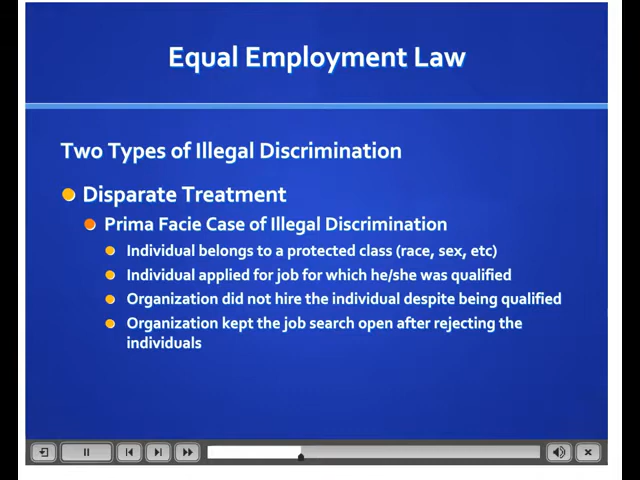 Equal Employment Law
Two Types of Illegal Discrimination
Disparate Treatment
Prima Facie Case of Illegal Discrimination
Individual belongs to a protected class (race, sex, etc)
Individual applied for job for which he/she was qualified
Organization did not hire the individual despite being qualified
Organization kept the job search open after rejecting the
individuals